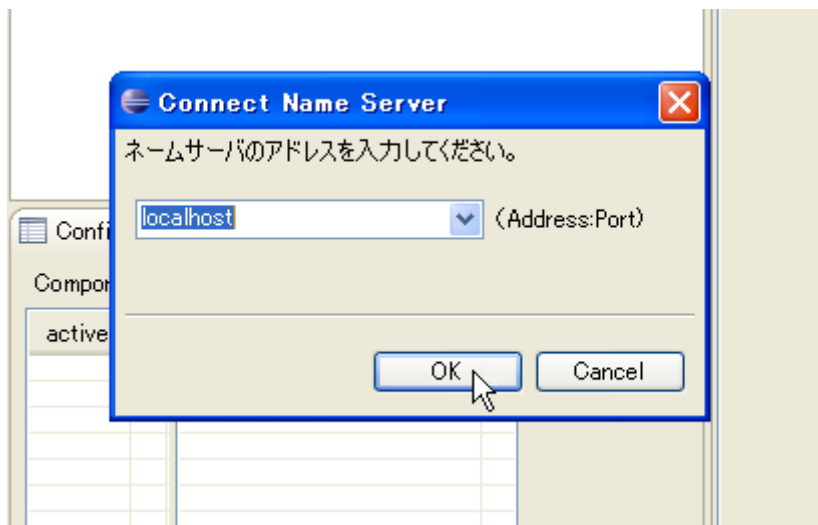 Connect Name Server
ネームサーバのアドレスを入力してください。
localhost
(Address:Port)
Confi
Compor
active
OK
Cancel